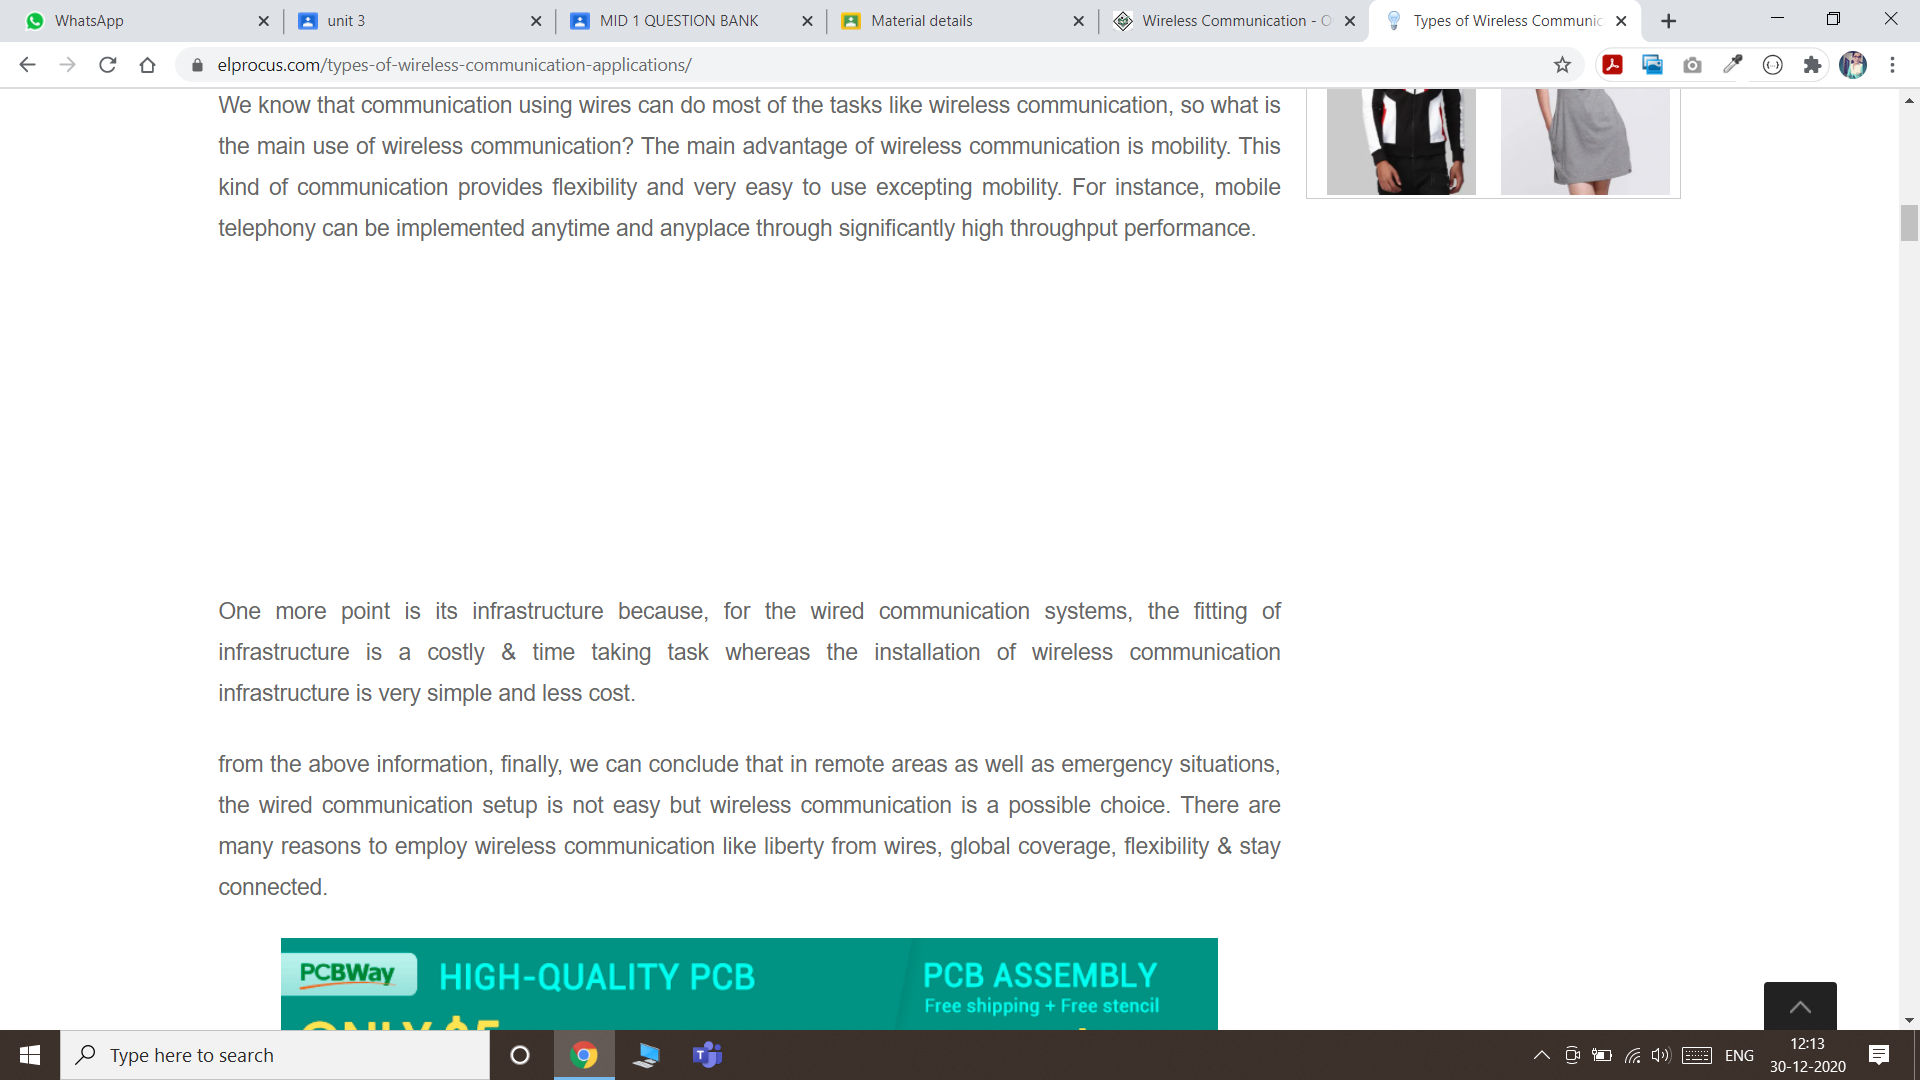 WhatsApp
unit 3
MID 1 QUESTION BANK
Material details
Wireless Communication - O
Types of Wireless Communic
elprocus.com/types-of-wireless-communication-applications/
We know that communication using wires can do most of the tasks like wireless communication, so what is
the main use of wireless communication? The main advantage of wireless communication is mobility. This
kind of communication provides flexibility and very easy to use excepting mobility. For instance, mobile
telephony can be implemented anytime and anyplace through significantly high throughput performance.
One more point is its infrastructure because, for the wired communication systems, the fitting of
infrastructure is a costly & time taking task whereas the installation of wireless communication
infrastructure is very simple and less cost.
from the above information, finally, we can conclude that in remote areas as well as emergency situations,
the wired communication setup is not easy but wireless communication is a possible choice. There are
many reasons to employ wireless communication like liberty from wires, global coverage, flexibility & stay
connected.
PCBWay HIGH-QUALITY PCB
PCB ASSEMBLY
Free shipping + Free stencil
ONLY $5
Type here to search
ENG
12:13
30-12-2020